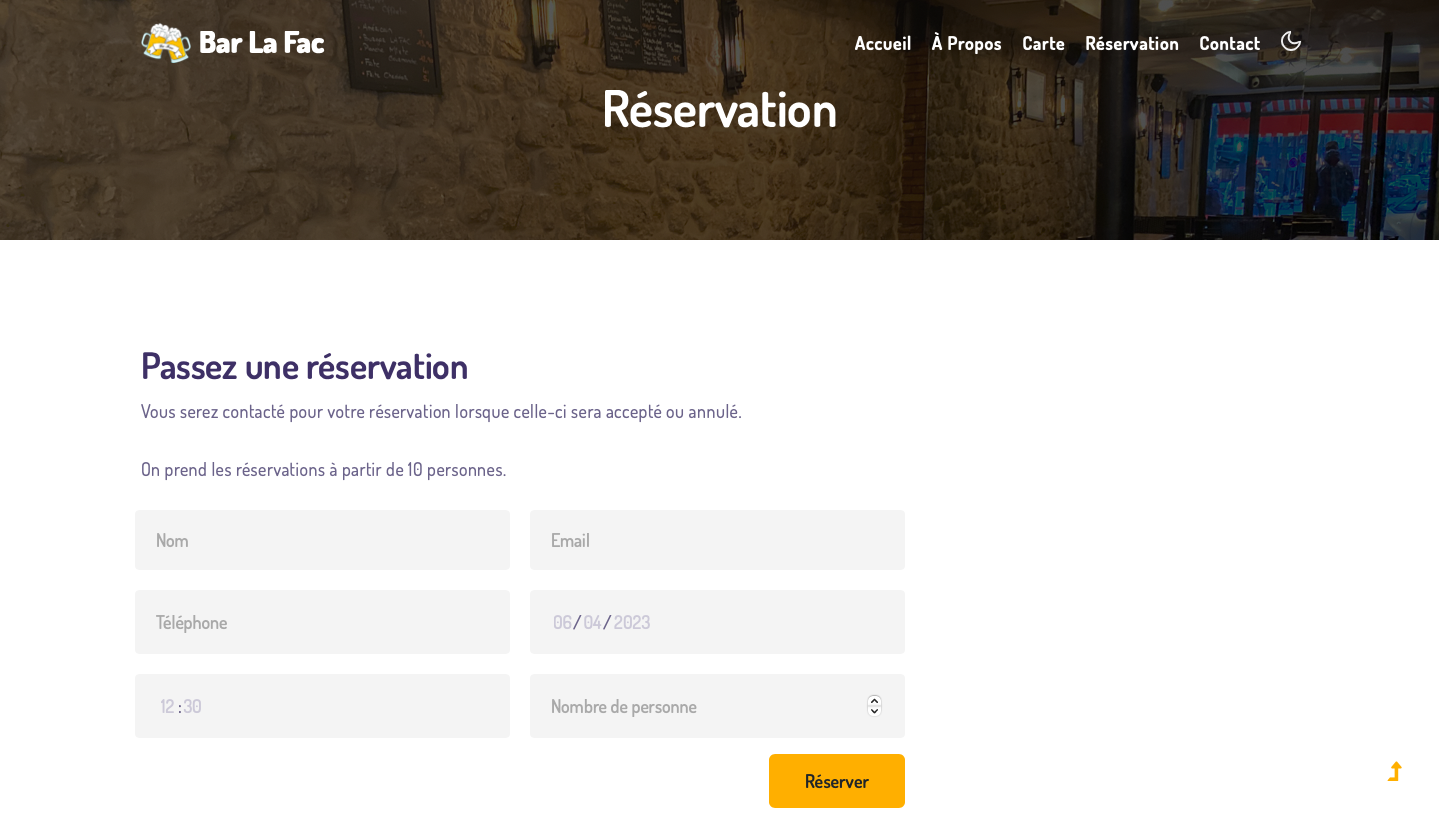 Bar La Fac
Accueil
À Propos
Carte
Réservation
Contact
Réservation
Passez une réservation
Vous serez contacté pour votre réservation lorsque celle-ci sera accepté ou annulé.
On prend les réservations à partir de 10 personnes.
Nom
Email
Téléphone
06/04/2023
12:30
Nombre de personne
Réserver